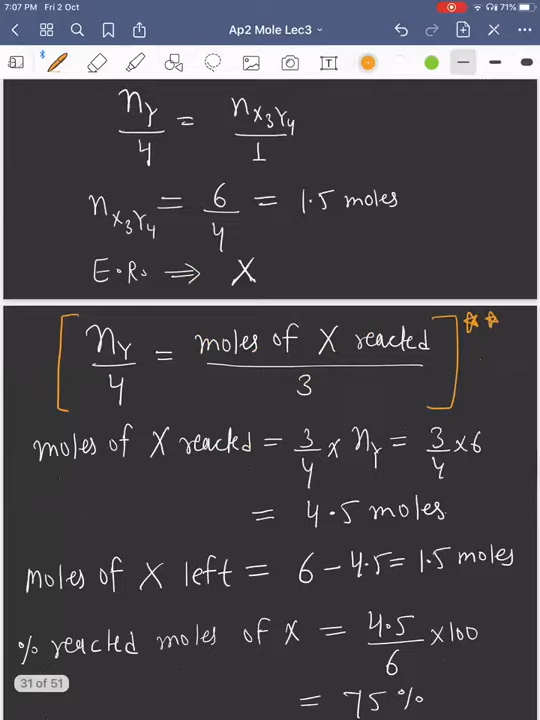 7:07 PM Fri 2 Oct 71%
Ap2 Mole Lec3
n_Y/4 = n_X₃Y₄/1
n_X₃Y₄ = 6/4 = 1.5 moles
E.R. ⇒ X
[n_Y/4 = moles of X reacted/3]**
moles of X reacted = 3/4 × n_Y = 3/4 × 6
= 4.5 moles
moles of X left = 6 - 4.5 = 1.5 moles
% reacted moles of X = 4.5/6 × 100
31 of 51
= 75 %